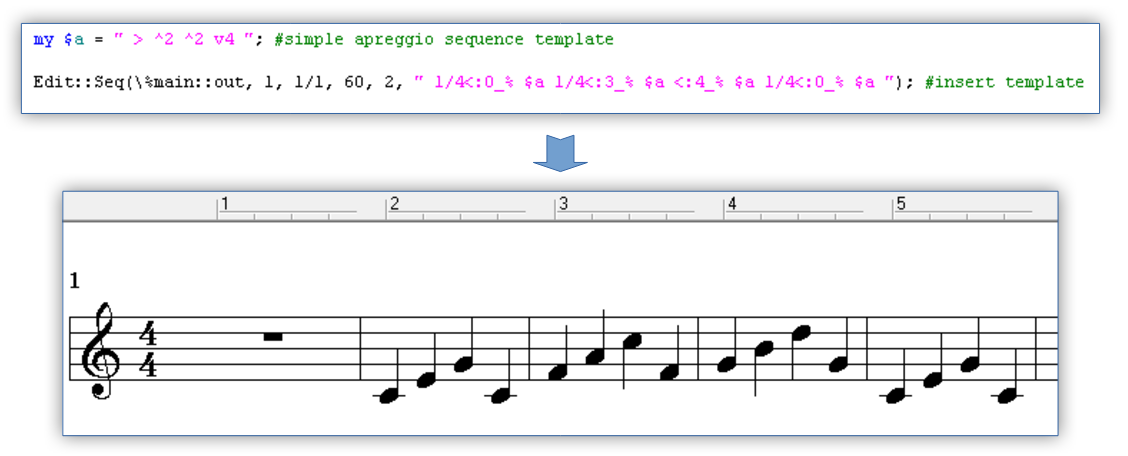 my $a = " > ^2 ^2 v4 "; #simple apreggio sequence template
Edit::Seq(\%main::out, 1, 1/1, 60, 2, " 1/4<:0_% $a 1/4<:3_% $a <:4_% $a 1/4<:0_% $a "); #insert template
1 2 3 4 5
1
4
4